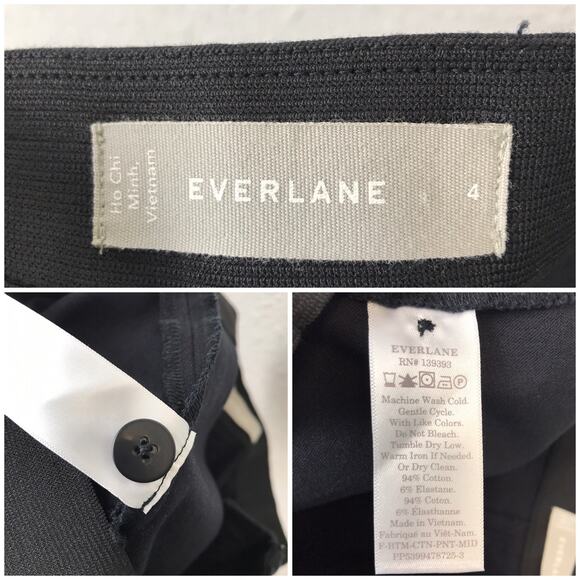 Ho Chi
Minh,
Vietnam
EVERLANE
4
EVERLANE
RN# 139393
Machine Wash Cold.
Gentle Cycle.
With Like Colors.
Do Not Bleach.
Tumble Dry Low.
Warm Iron If Needed.
Or Dry Clean.
94% Cotton.
6% Elastane.
94% Coton.
6% Elasthanne
Made in Vietnam.
Fabriqué au Viêt-Nam.
F-BTM-CTN-PNT-MID
PP5399478725-3
EVERLANE